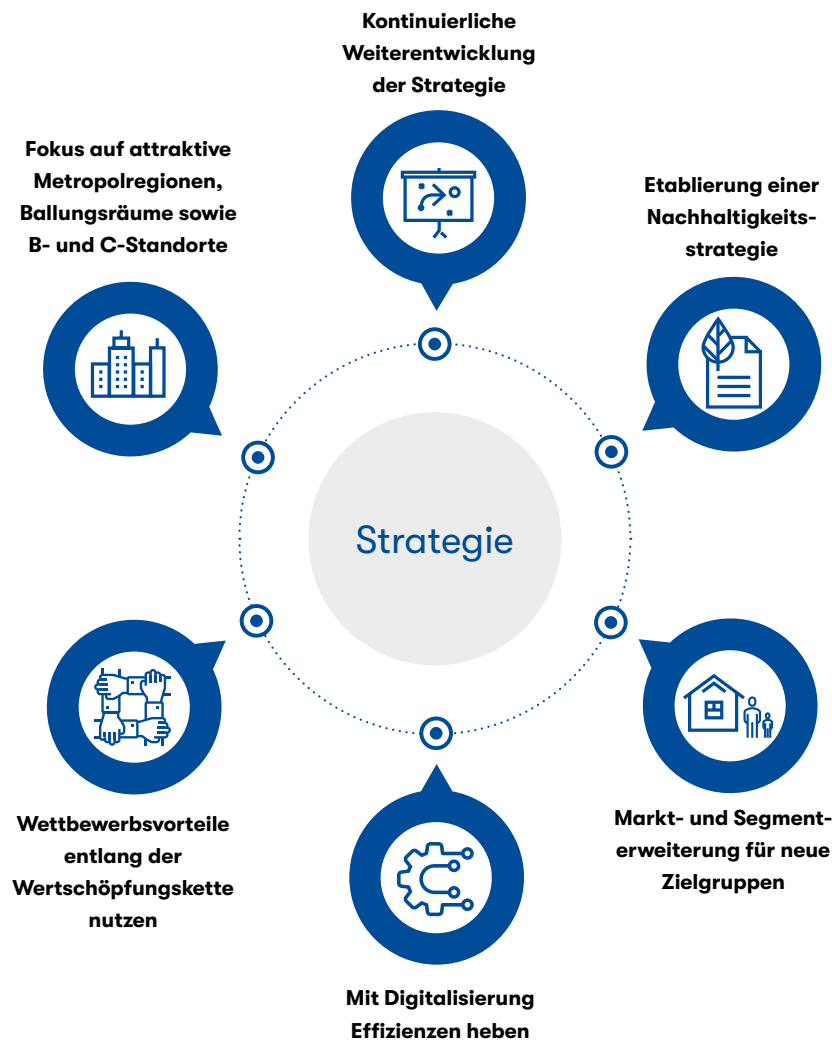 Kontinuierliche
Weiterentwicklung
der Strategie
Fokus auf attraktive
Metropolregionen,
Ballungsräume sowie
B- und C-Standorte
Etablierung einer
Nachhaltigkeits-
strategie
Strategie
Wettbewerbsvorteile
entlang der
Wertschöpfungskette
nutzen
Markt- und Segment-
erweiterung für neue
Zielgruppen
Mit Digitalisierung
Effizienzen heben